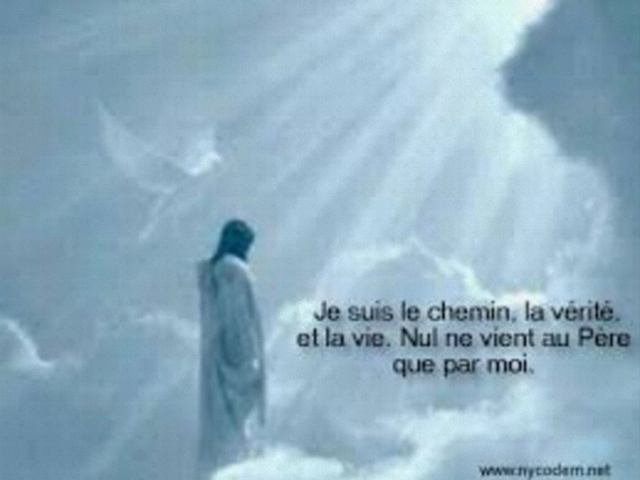 Je suis le chemin, la vérité,
et la vie. Nul ne vient au Père
que par moi.
www.nycodem.net